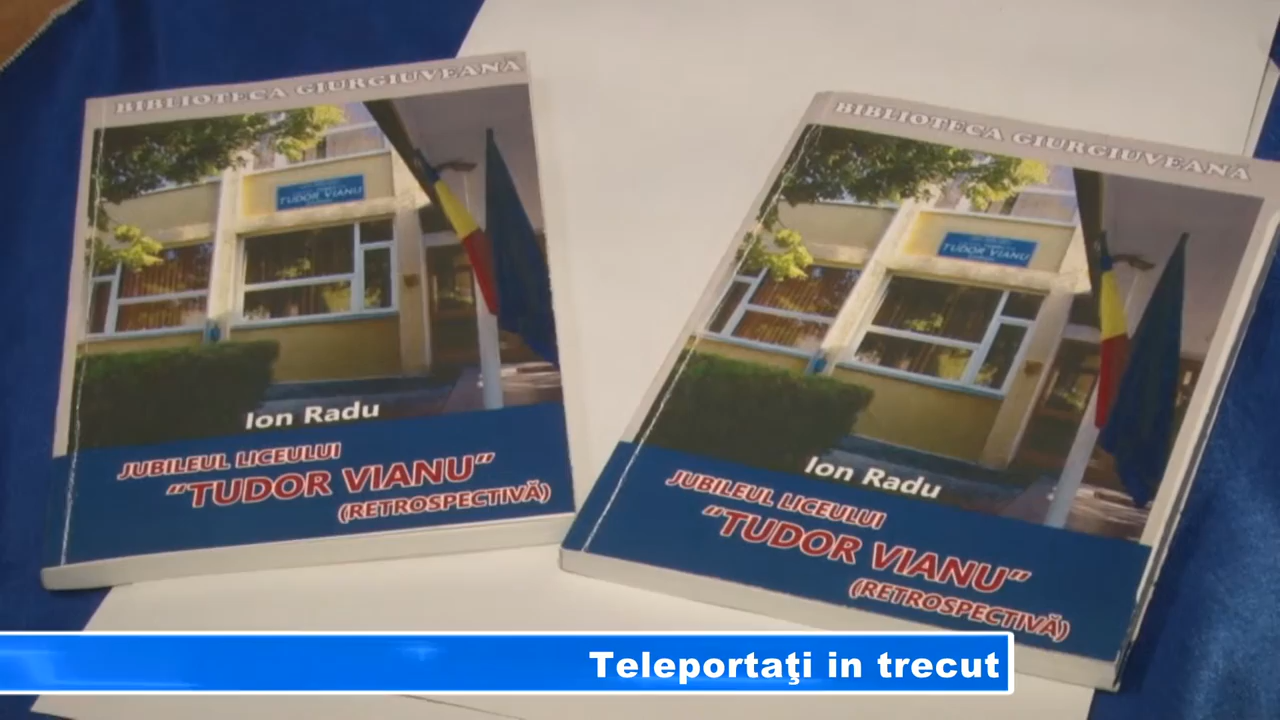 BIBLIOTECA GIURGIUVEANA
TUDOR VIANU
Ion Radu
JUBILEUL LICEULUI
"TUDOR VIANU"
(RETROSPECTIVĂ)
BIBLIOTECA GIURGIUVEANA
TUDOR VIANU
Ion Radu
JUBILEUL LICEULUI
"TUDOR VIANU"
(RETROSPECTIVĂ)
Teleportaţi in trecut